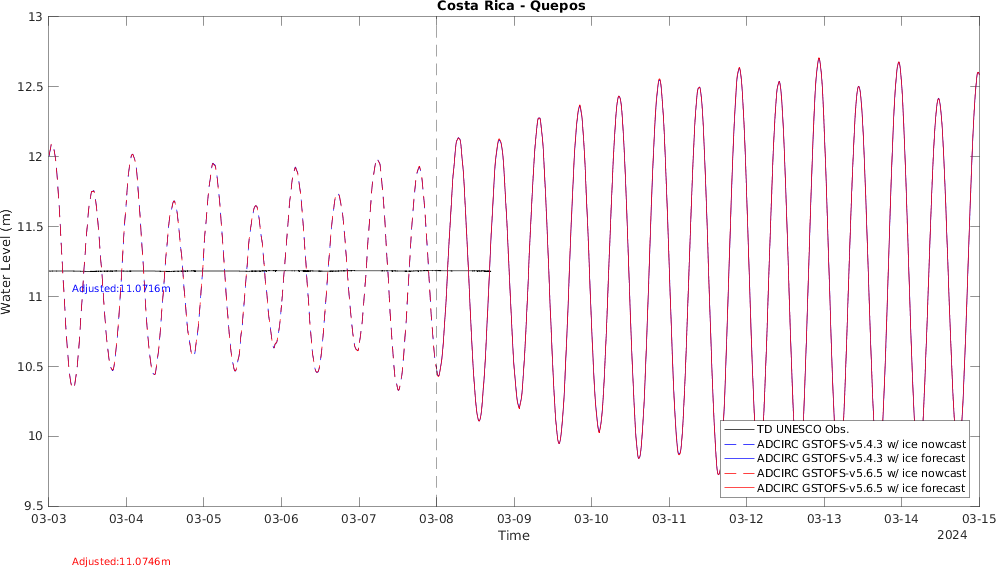 Costa Rica - Quepos
Water Level (m)
13
12.5
12
11.5
11
10.5
10
9.5
Adjusted:11.0716m
TD UNESCO Obs.
ADCIRC GSTOFS-v5.4.3 w/ ice nowcast
ADCIRC GSTOFS-v5.4.3 w/ ice forecast
ADCIRC GSTOFS-v5.6.5 w/ ice nowcast
ADCIRC GSTOFS-v5.6.5 w/ ice forecast
03-03 03-04 03-05 03-06 03-07 03-08 03-09 03-10 03-11 03-12 03-13 03-14 03-15
Time
2024
Adjusted:11.0746m